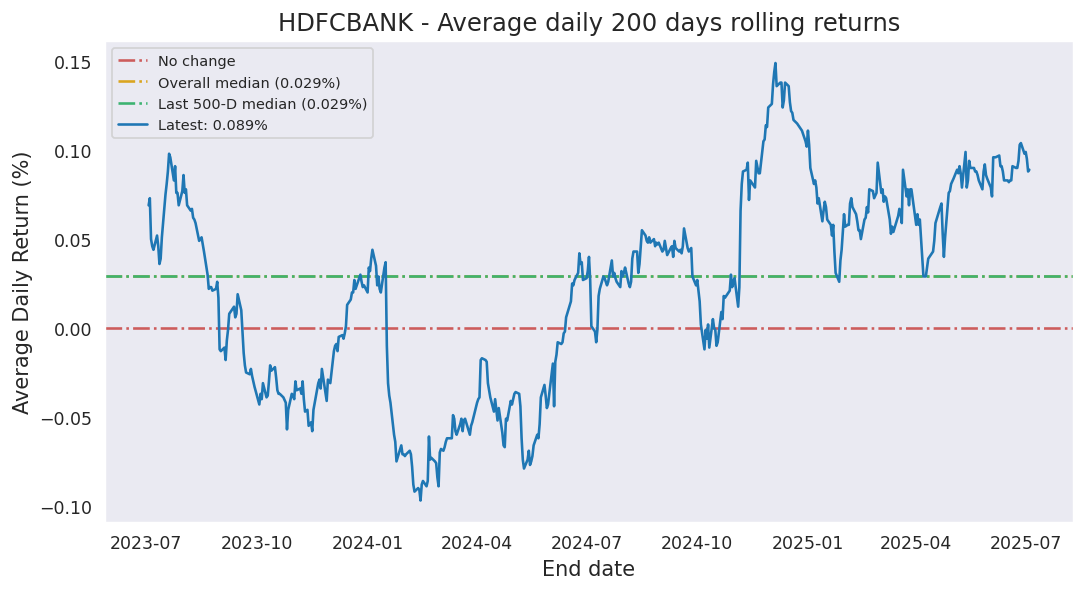 HDFCBANK - Average daily 200 days rolling returns
No change
Overall median (0.029%)
Last 500-D median (0.029%)
Latest: 0.089%
Average Daily Return (%)
0.15
0.10
0.05
0.00
−0.05
−0.10
2023-07 2023-10 2024-01 2024-04 2024-07 2024-10 2025-01 2025-04 2025-07
End date